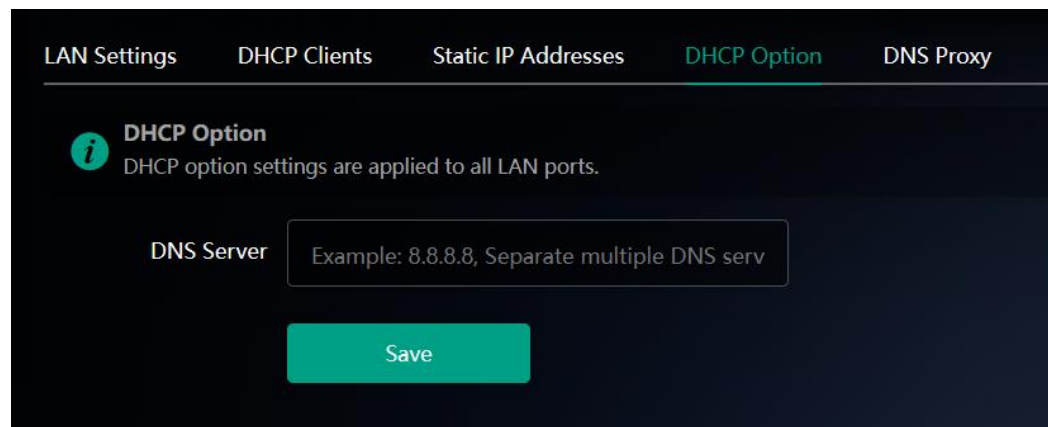 LAN Settings DHCP Clients Static IP Addresses DHCP Option DNS Proxy
DHCP Option
DHCP option settings are applied to all LAN ports.
DNS Server Example: 8.8.8.8, Separate multiple DNS serv
Save